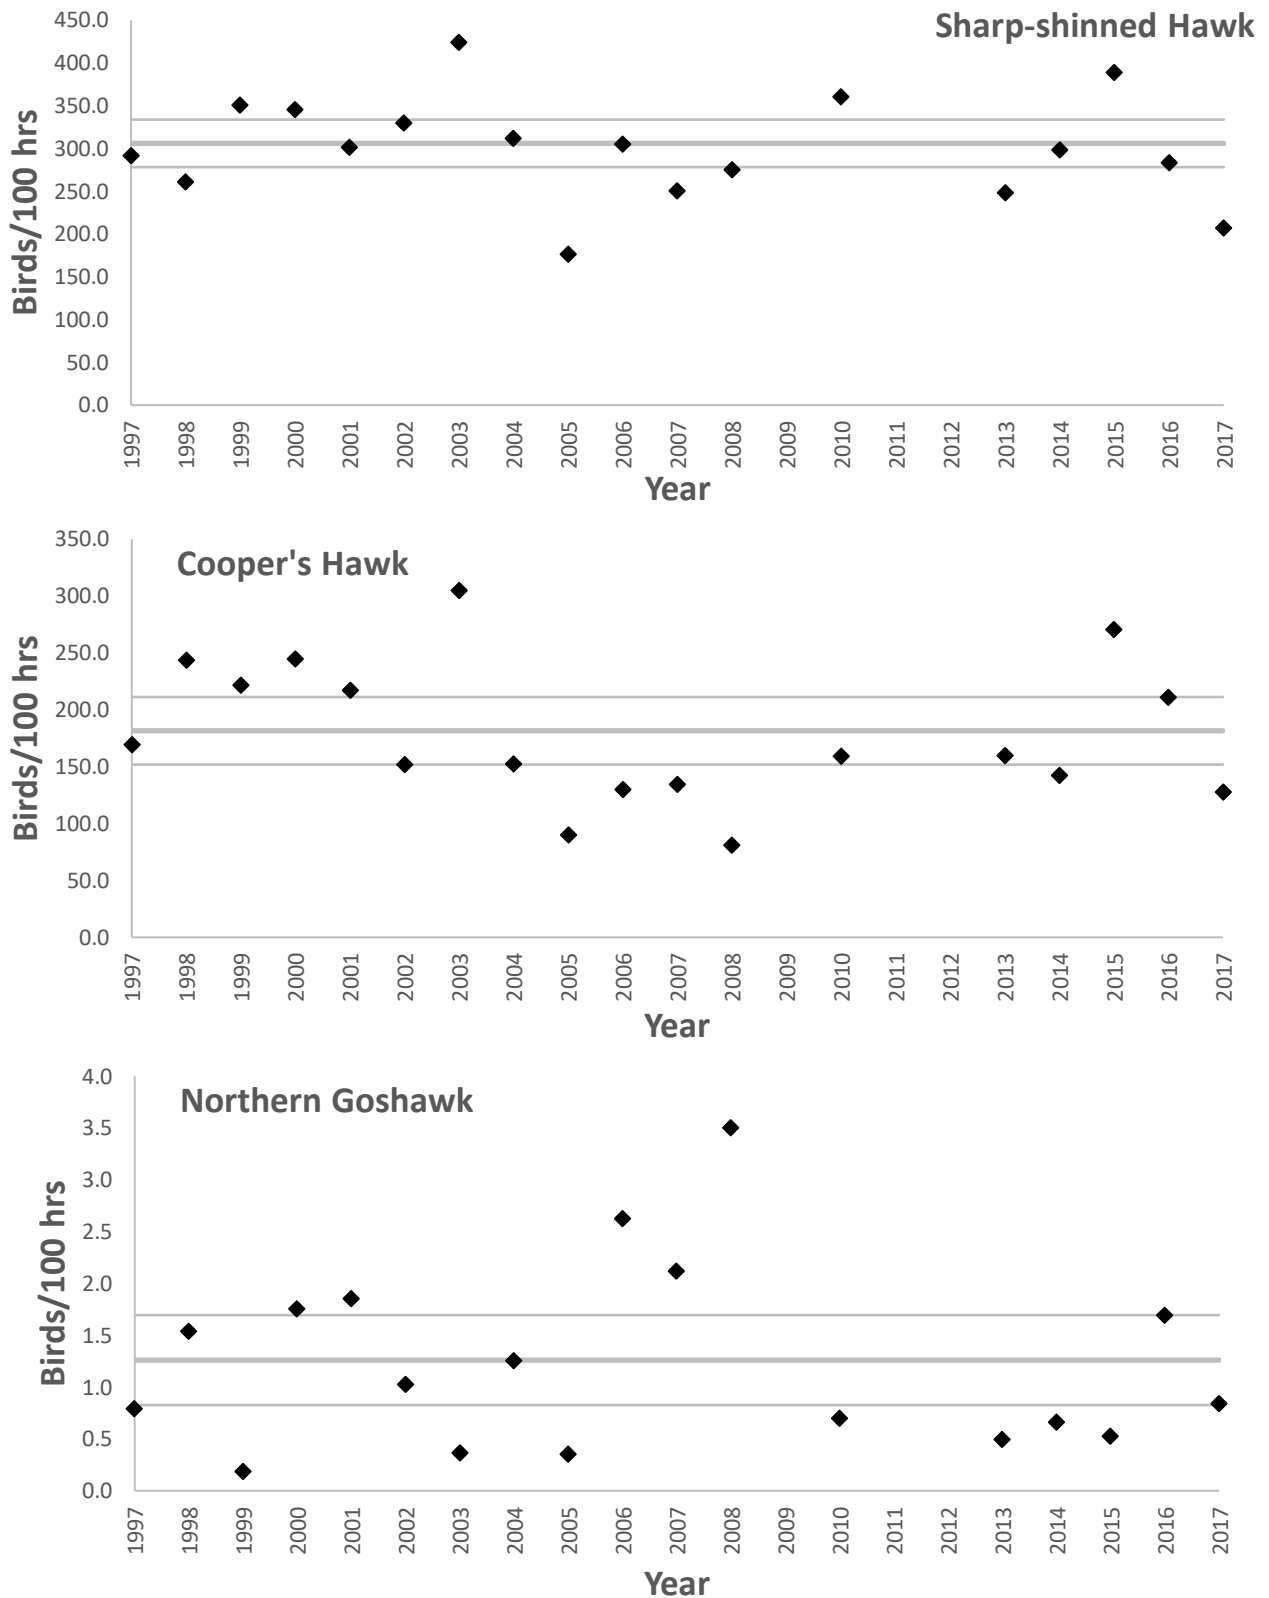 Sharp-shinned Hawk
Birds/100 hrs
450.0
400.0
350.0
300.0
250.0
200.0
150.0
100.0
50.0
0.0
1997 1998 1999 2000 2001 2002 2003 2004 2005 2006 2007 2008 2009 2010 2011 2012 2013 2014 2015 2016 2017
Year
Cooper's Hawk
Birds/100 hrs
350.0
300.0
250.0
200.0
150.0
100.0
50.0
0.0
1997 1998 1999 2000 2001 2002 2003 2004 2005 2006 2007 2008 2009 2010 2011 2012 2013 2014 2015 2016 2017
Year
Northern Goshawk
Birds/100 hrs
4.0
3.5
3.0
2.5
2.0
1.5
1.0
0.5
0.0
1997 1998 1999 2000 2001 2002 2003 2004 2005 2006 2007 2008 2009 2010 2011 2012 2013 2014 2015 2016 2017
Year